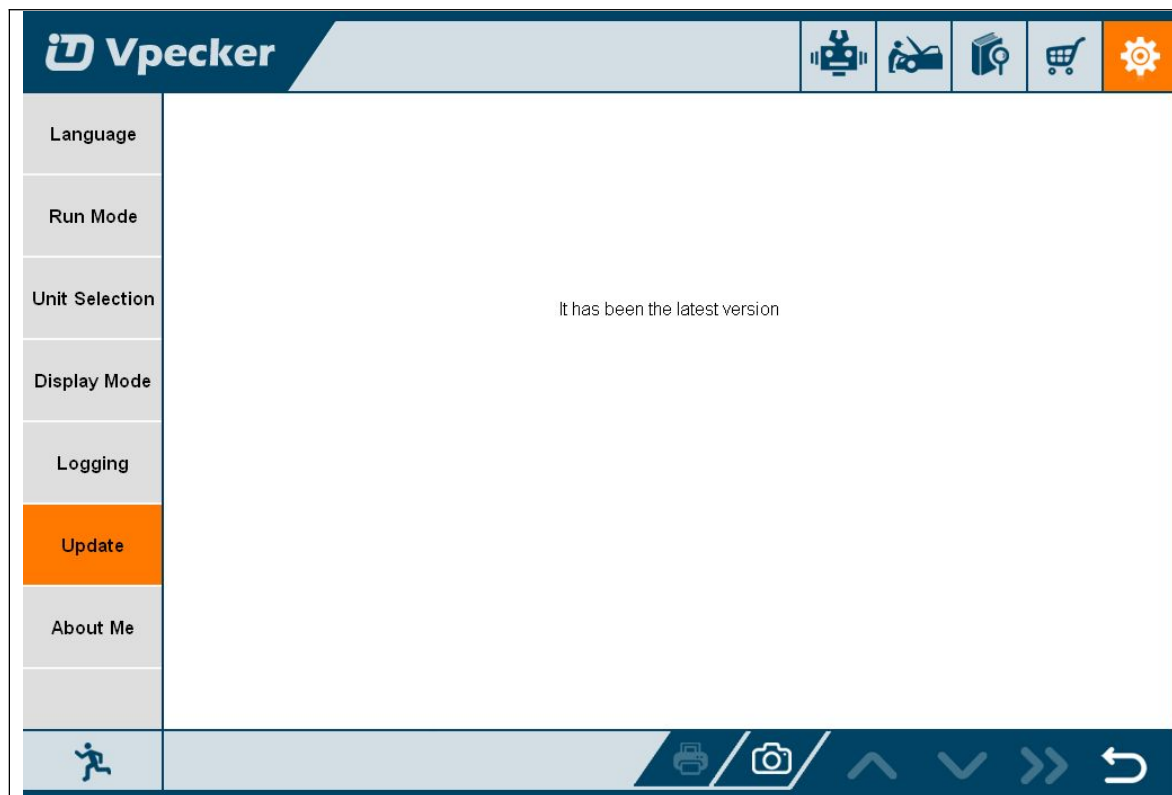 Vpecker
Language
Run Mode
Unit Selection
It has been the latest version
Display Mode
Logging
Update
About Me